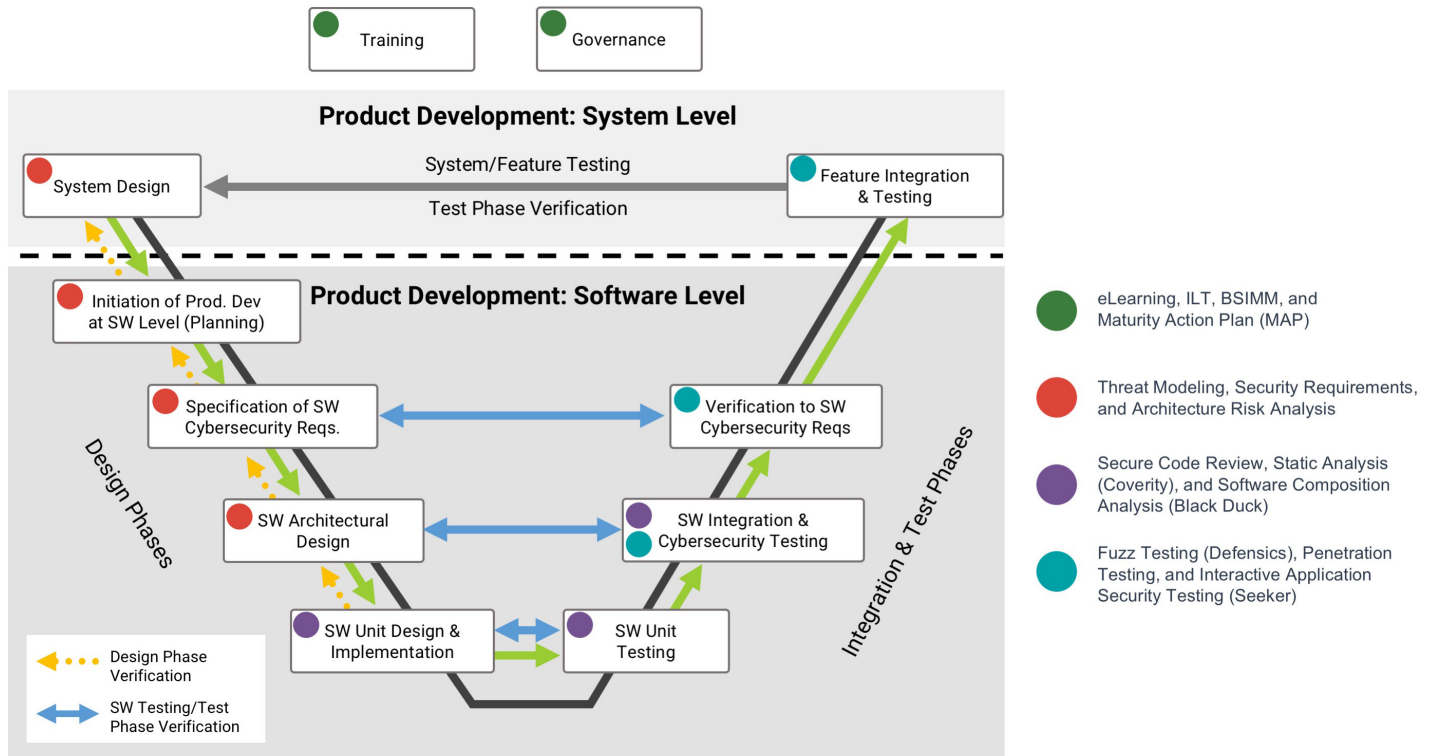 Training
Governance
Product Development: System Level
System/Feature Testing
System Design
Feature Integration
& Testing
Test Phase Verification
Product Development: Software Level
Initiation of Prod. Dev
at SW Level (Planning)
Specification of SW
Cybersecurity Reqs.
Verification to SW
Cybersecurity Reqs
Design Phases
SW Architectural
Design
SW Integration &
Cybersecurity Testing
Integration & Test Phases
SW Unit Design &
Implementation
SW Unit
Testing
Design Phase
Verification
SW Testing/Test
Phase Verification
eLearning, ILT, BSIMM, and
Maturity Action Plan (MAP)
Threat Modeling, Security Requirements,
and Architecture Risk Analysis
Secure Code Review, Static Analysis
(Coverity), and Software Composition
Analysis (Black Duck)
Fuzz Testing (Defensics), Penetration
Testing, and Interactive Application
Security Testing (Seeker)